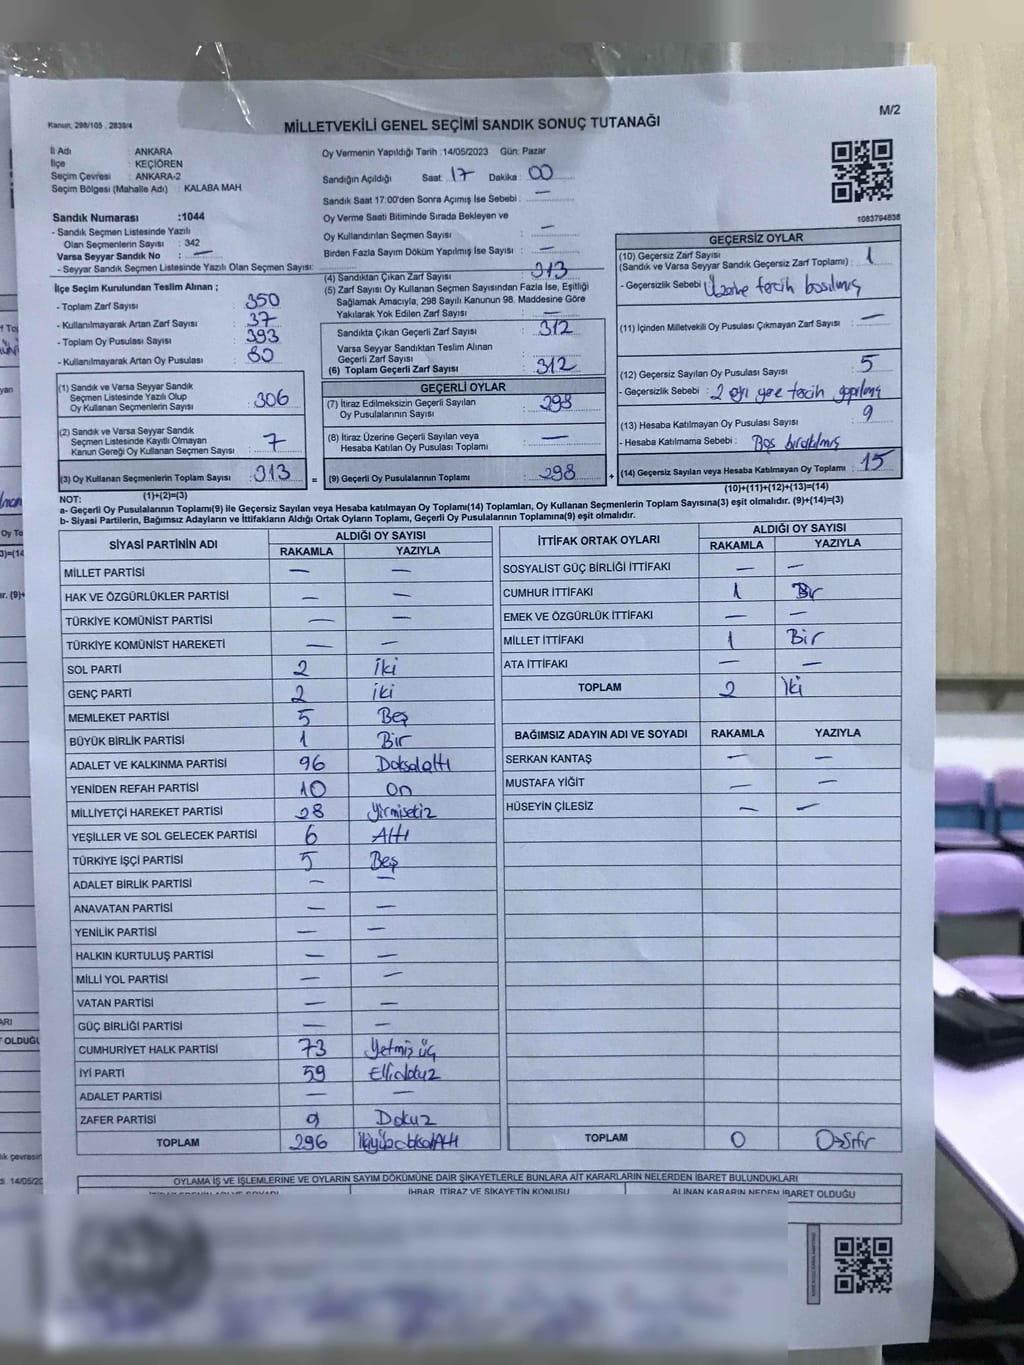 M/2
Kanun: 298/105 , 2839/4
MİLLETVEKİLİ GENEL SEÇİMİ SANDIK SONUÇ TUTANAĞI
İl Adı : ANKARA
İlçe : KEÇİÖREN
Seçim Çevresi : ANKARA-2
Seçim Bölgesi (Mahalle Adı) : KALABA MAH
Sandık Numarası :1044
- Sandık Seçmen Listesinde Yazılı
Olan Seçmenlerin Sayısı : 342
Varsa Seyyar Sandık No : —
- Seyyar Sandık Seçmen Listesinde Yazılı Olan Seçmen Sayısı:
Oy Vermenin Yapıldığı Tarih :14/05/2023 Gün: Pazar
Sandığın Açıldığı Saat: 17 Dakika : 00
Sandık Saat 17:00'den Sonra Açımış İse Sebebi : —
Oy Verme Saati Bitiminde Sırada Bekleyen ve
Oy Kullandırılan Seçmen Sayısı : —
Birden Fazla Sayım Döküm Yapılmış İse Sayısı : —
1083794838
İlçe Seçim Kurulundan Teslim Alınan ;
- Toplam Zarf Sayısı : 350
- Kullanılmayarak Artan Zarf Sayısı : 37
- Toplam Oy Pusulası Sayısı : 393
- Kullanılmayarak Artan Oy Pusulası : 80
(4) Sandıktan Çıkan Zarf Sayısı : 313
(5) Zarf Sayısı Oy Kullanan Seçmen Sayısından Fazla İse, Eşitliği
Sağlamak Amacıyla; 298 Sayılı Kanunun 98. Maddesine Göre
Yakılarak Yok Edilen Zarf Sayısı : —
Sandıkta Çıkan Geçerli Zarf Sayısı : 312
Varsa Seyyar Sandıktan Teslim Alınan
Geçerli Zarf Sayısı :
(6) Toplam Geçerli Zarf Sayısı : 312
GEÇERSİZ OYLAR
(10) Geçersiz Zarf Sayısı
(Sandık ve Varsa Seyyar Sandık Geçersiz Zarf Toplamı) : 1
- Geçersizlik Sebebi : Üzerine tercih basılmış
(11) İçinden Milletvekili Oy Pusulası Çıkmayan Zarf Sayısı : —
(12) Geçersiz Sayılan Oy Pusulası Sayısı : 5
- Geçersizlik Sebebi : 2 ayrı yere tercih yapılmış
(13) Hesaba Katılmayan Oy Pusulası Sayısı : 9
- Hesaba Katılmama Sebebi : Boş bırakılmış
(14) Geçersiz Sayılan veya Hesaba Katılmayan Oy Toplamı : 15
(10)+(11)+(12)+(13)=(14)
(1) Sandık ve Varsa Seyyar Sandık
Seçmen Listesinde Yazılı Olup
Oy Kullanan Seçmenlerin Sayısı : 306
(2) Sandık ve Varsa Seyyar Sandık
Seçmen Listesinde Kayıtlı Olmayan
Kanun Gereği Oy Kullanan Seçmen Sayısı : 7
(3) Oy Kullanan Seçmenlerin Toplam Sayısı : 313 =
(1)+(2)=(3)
GEÇERLİ OYLAR
(7) İtiraz Edilmeksizin Geçerli Sayılan
Oy Pusulalarının Sayısı : 298
(8) İtiraz Üzerine Geçerli Sayılan veya
Hesaba Katılan Oy Pusulası Toplamı : —
(9) Geçerli Oy Pusulalarının Toplamı : 298 +
NOT:
a- Geçerli Oy Pusulalarının Toplamı(9) ile Geçersiz Sayılan veya Hesaba katılmayan Oy Toplamı(14) Toplamları, Oy Kullanan Seçmenlerin Toplam Sayısına(3) eşit olmalıdır. (9)+(14)=(3)
b- Siyasi Partilerin, Bağımsız Adayların ve İttifakların Aldığı Ortak Oyların Toplamı, Geçerli Oy Pusulalarının Toplamına(9) eşit olmalıdır.
SİYASİ PARTİNİN ADI ALDIĞI OY SAYISI
RAKAMLA YAZIYLA
MİLLET PARTİSİ — —
HAK VE ÖZGÜRLÜKLER PARTİSİ — —
TÜRKİYE KOMÜNİST PARTİSİ — —
TÜRKİYE KOMÜNİST HAREKETİ — —
SOL PARTİ 2 iki
GENÇ PARTİ 2 iki
MEMLEKET PARTİSİ 5 Beş
BÜYÜK BİRLİK PARTİSİ 1 Bir
ADALET VE KALKINMA PARTİSİ 96 Doksanaltı
YENİDEN REFAH PARTİSİ 10 on
MİLLİYETÇİ HAREKET PARTİSİ 28 Yirmisekiz
YEŞİLLER VE SOL GELECEK PARTİSİ 6 Altı
TÜRKİYE İŞÇİ PARTİSİ 5 Beş
ADALET BİRLİK PARTİSİ — —
ANAVATAN PARTİSİ — —
YENİLİK PARTİSİ — —
HALKIN KURTULUŞ PARTİSİ — —
MİLLİ YOL PARTİSİ — —
VATAN PARTİSİ — —
GÜÇ BİRLİĞİ PARTİSİ — —
CUMHURİYET HALK PARTİSİ 73 Yetmiş üç
İYİ PARTİ 59 Ellidokuz
ADALET PARTİSİ — —
ZAFER PARTİSİ 9 Dokuz
TOPLAM 296 ikiyüzdoksanAltı
İTTİFAK ORTAK OYLARI ALDIĞI OY SAYISI
RAKAMLA YAZIYLA
SOSYALİST GÜÇ BİRLİĞİ İTTİFAKI — —
CUMHUR İTTİFAKI 1 Bir
EMEK VE ÖZGÜRLÜK İTTİFAKI — —
MİLLET İTTİFAKI 1 Bir
ATA İTTİFAKI — —
TOPLAM 2 iki
BAĞIMSIZ ADAYIN ADI VE SOYADI RAKAMLA YAZIYLA
SERKAN KANTAŞ — —
MUSTAFA YİĞİT — —
HÜSEYİN ÇİLESİZ — —
TOPLAM 0 Sıfır
OYLAMA İŞ VE İŞLEMLERİNE VE OYLARIN SAYIM DÖKÜMÜNE DAİR ŞİKAYETLERLE BUNLARA AİT KARARLARIN NELERDEN İBARET BULUNDUKLARI
İHBAR, İTİRAZ VE ŞİKAYETİN KONUSU ALINAN KARARIN NEDEN İBARET OLDUĞU